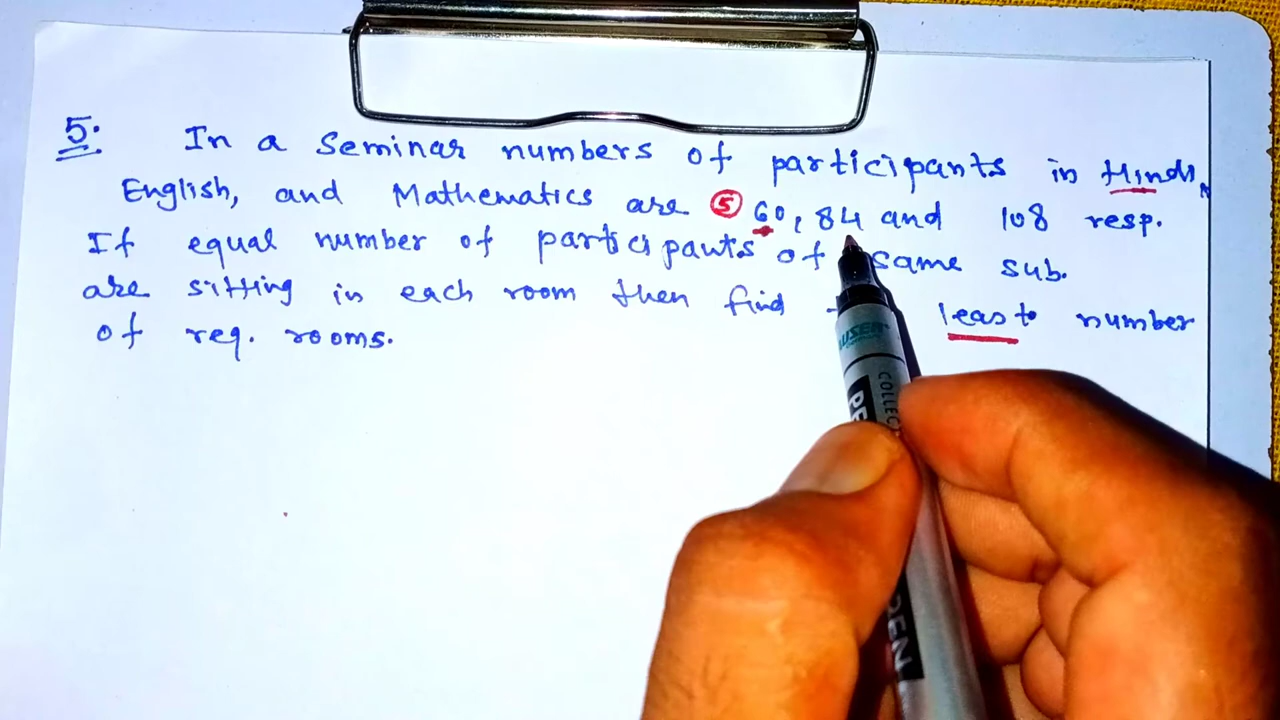 5. In a Seminar numbers of participants in Hindi,
English, and Mathematics are ⑤ 60, 84 and 108 resp.
If equal number of participants of same sub.
are sitting in each room then find least number
of req. rooms.
COLLEC